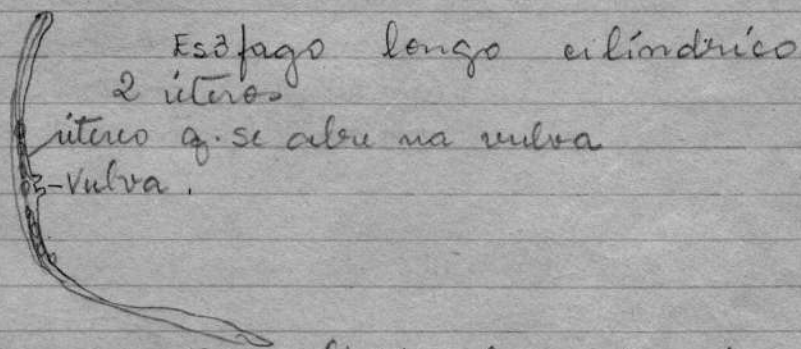 Esôfago longo cilíndrico
2 úteros
útero q. se abre na vulva
-Vulva.